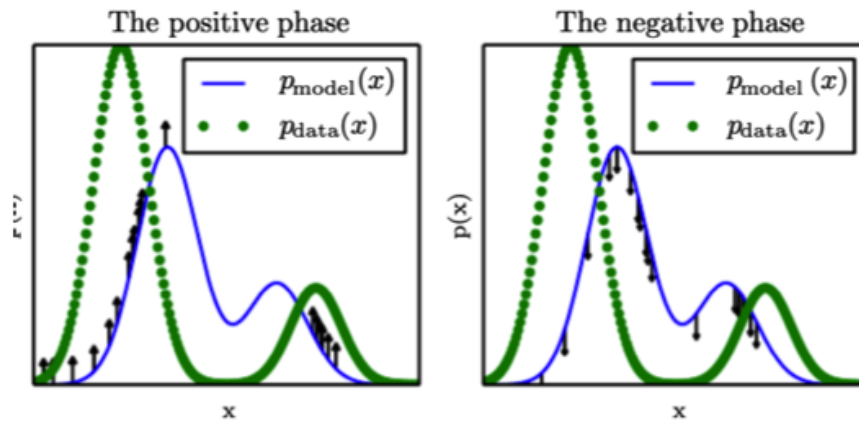 The positive phase
The negative phase
p_model(x)
p_data(x)
p_model (x)
p_data(x)
p(x)
x
x